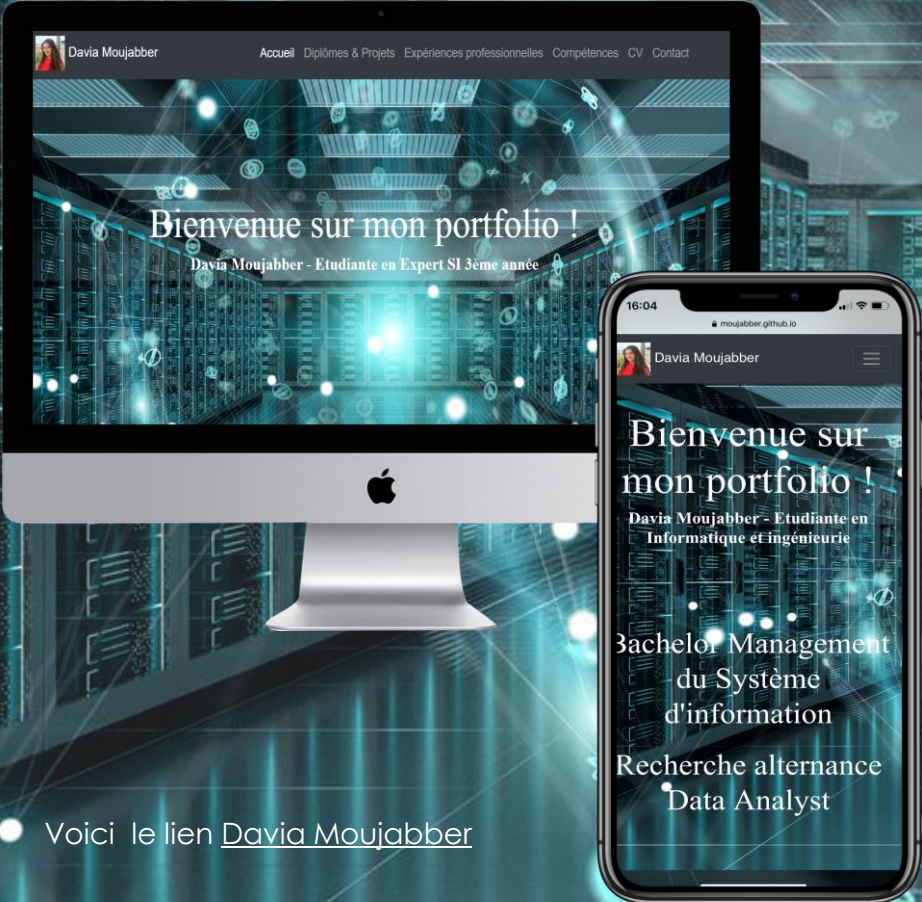 Davia Moujabber
Accueil Diplômes & Projets Expériences professionnelles Compétences CV Contact
Bienvenue sur mon portfolio !
Davia Moujabber - Etudiante en Expert SI 3ème année
16:04
moujabber.github.io
Davia Moujabber
Bienvenue sur
mon portfolio !
Davia Moujabber - Etudiante en
Informatique et ingénieurie
Bachelor Management
du Système
d'information
Recherche alternance
Data Analyst
Voici le lien Davia Moujabber